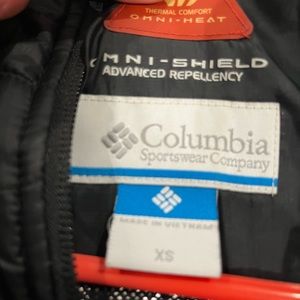 THERMAL COMFORT
OMNI-HEAT
OMNI-SHIELD
ADVANCED REPELLENCY
Columbia
Sportswear Company
MADE IN VIETNAM
XS